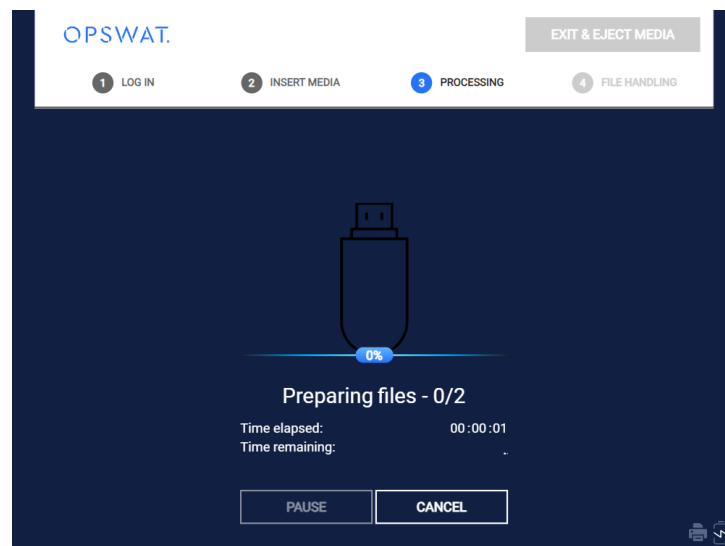 OPSWAT.
EXIT & EJECT MEDIA
1 LOG IN
2 INSERT MEDIA
3 PROCESSING
4 FILE HANDLING
0%
Preparing files - 0/2
Time elapsed: 00:00:01
Time remaining: ..
PAUSE
CANCEL